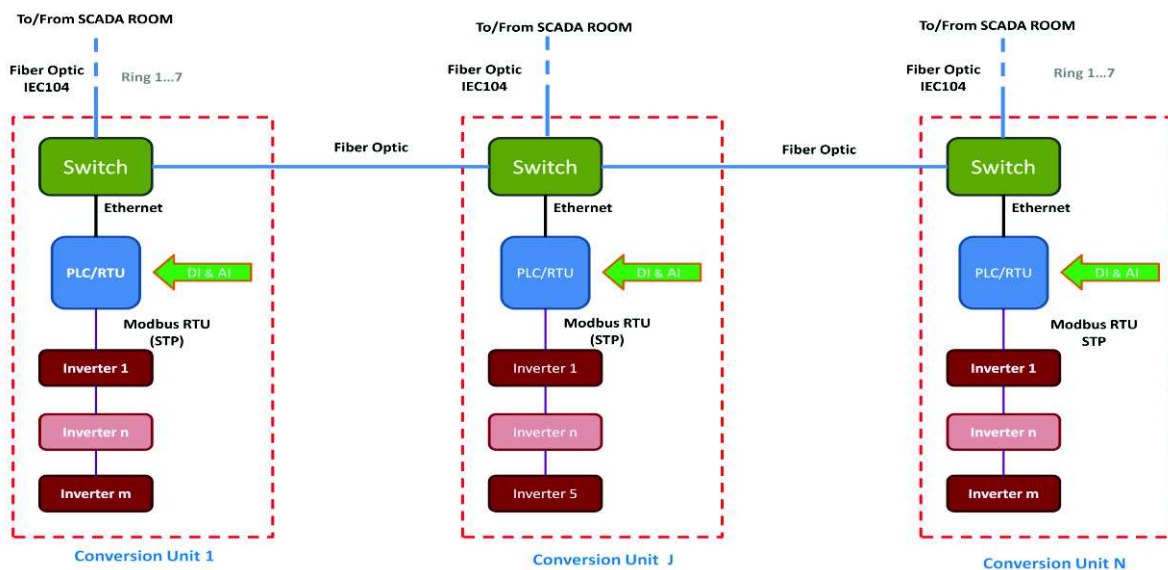 To/From SCADA ROOM
Fiber Optic
IEC104
Ring 1...7
Switch
Ethernet
PLC/RTU
DI & AI
Modbus RTU
(STP)
Inverter 1
Inverter n
Inverter m
Conversion Unit 1
Fiber Optic
To/From SCADA ROOM
Fiber Optic
IEC104
Switch
Ethernet
PLC/RTU
DI & AI
Modbus RTU
(STP)
Inverter 1
Inverter n
Inverter 5
Conversion Unit J
Fiber Optic
To/From SCADA ROOM
Fiber Optic
IEC104
Ring 1...7
Switch
Ethernet
PLC/RTU
DI & AI
Modbus RTU
STP
Inverter 1
Inverter n
Inverter m
Conversion Unit N